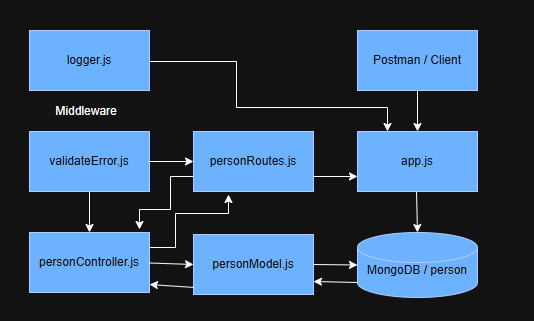 logger.js
Postman / Client
Middleware
validateError.js
personRoutes.js
app.js
personController.js
personModel.js
MongoDB / person